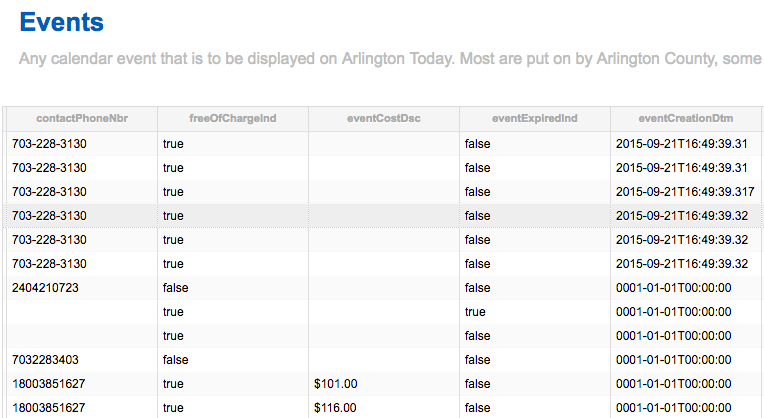 Events
Any calendar event that is to be displayed on Arlington Today. Most are put on by Arlington County, some
contactPhoneNbr freeOfChargeInd eventCostDsc eventExpiredInd eventCreationDtm
703-228-3130 true false 2015-09-21T16:49:39.31
703-228-3130 true false 2015-09-21T16:49:39.31
703-228-3130 true false 2015-09-21T16:49:39.317
703-228-3130 true false 2015-09-21T16:49:39.32
703-228-3130 true false 2015-09-21T16:49:39.32
703-228-3130 true false 2015-09-21T16:49:39.32
2404210723 false false 0001-01-01T00:00:00
true true 0001-01-01T00:00:00
true false 0001-01-01T00:00:00
7032283403 false false 0001-01-01T00:00:00
18003851627 true $101.00 false 0001-01-01T00:00:00
18003851627 true $116.00 false 0001-01-01T00:00:00